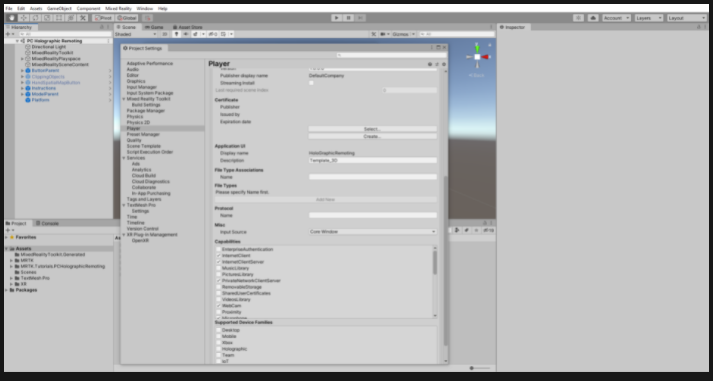 File Edit Assets GameObject Component Mixed Reality Window Help
Pivot Global
Account Layers Layout
Hierarchy
Scene Game Asset Store
Inspector
Shaded
2D
Gizmos
All
PC Holographic Remoting
Directional Light
MixedRealityToolkit
MixedRealityPlayspace
MixedRealitySceneContent
ButtonParent
Instructions
ModelParent
Platform
Project Settings
Adaptive Performance
Audio
Editor
Graphics
Input Manager
Input System Package
Mixed Reality Toolkit
Build Settings
Package Manager
Physics
Physics 2D
Player
Preset Manager
Quality
Scene Template
Script Execution Order
Services
Ads
Analytics
Cloud Build
Cloud Diagnostics
Collaborate
In-App Purchasing
Tags and Layers
TextMesh Pro
Settings
Time
Timeline
Version Control
XR Plug-in Management
OpenXR
Player
Publisher display name DefaultCompany
Streaming Install
Last required scene index
Certificate
Publisher
Issued by
Expiration date
Select...
Create...
Application UI
Display name HoloGraphicRemoting
Description Template_3D
File Type Associations
Name
File Types
Please specify Name first.
Add New
Protocol
Name
Misc
Input Source Core Window
Capabilities
EnterpriseAuthentication
InternetClient
InternetClientServer
MusicLibrary
PicturesLibrary
PrivateNetworkClientServer
RemovableStorage
SharedUserCertificates
VideosLibrary
WebCam
Proximity
Microphone
Supported Device Families
Desktop
Mobile
Xbox
Holographic
Team
IoT
Project Console
Favorites
Assets
MixedRealityToolkit.Generated
MRTK
MRTK.Tutorials.PCHolographicRemoting
Scenes
TextMesh Pro
XR
Packages